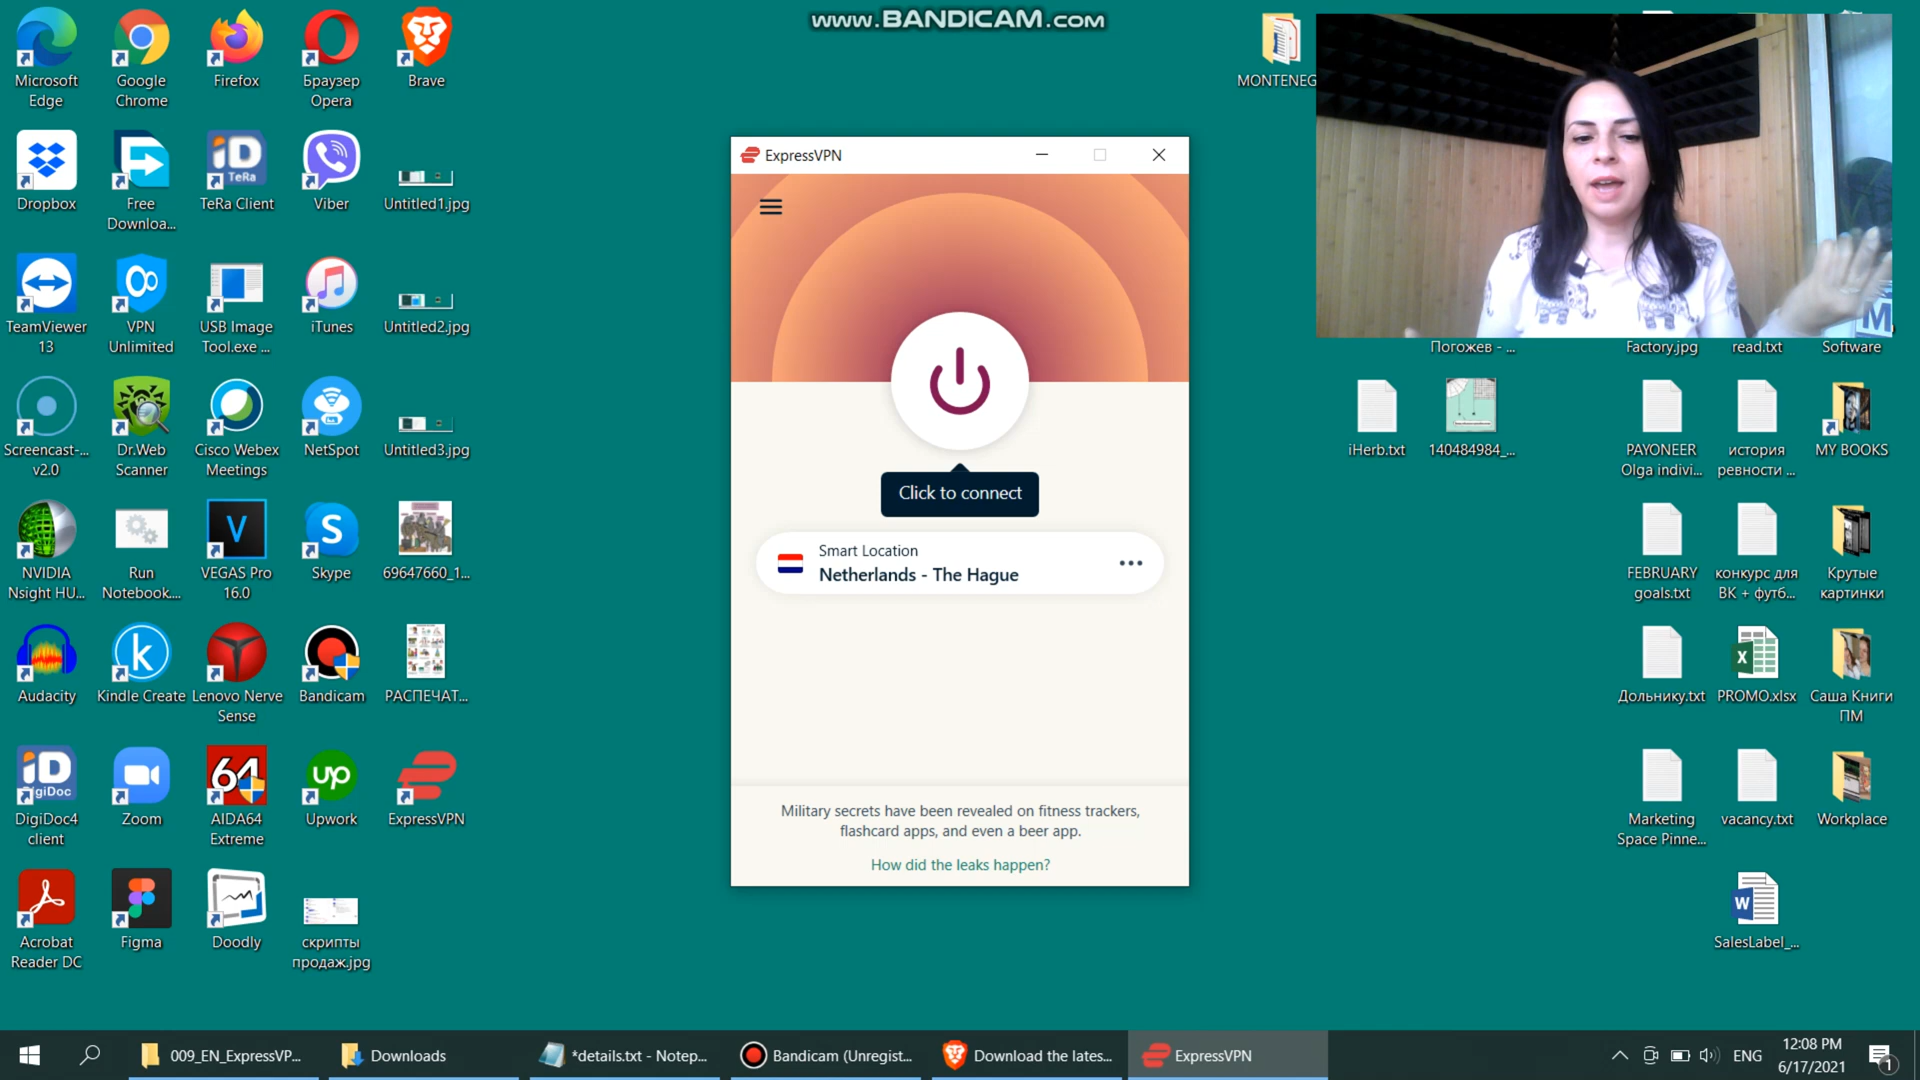 www.BANDICAM.com
Microsoft
Edge
Google
Chrome
Firefox
Браузер
Opera
Brave
MONTENEG
Dropbox
Free
Downloa...
iD
TeRa
TeRa Client
Viber
Untitled1.jpg
TeamViewer
13
VPN
Unlimited
USB Image
Tool.exe ...
iTunes
Untitled2.jpg
Screencast-...
v2.0
Dr.Web
Scanner
Cisco Webex
Meetings
NetSpot
Untitled3.jpg
NVIDIA
Nsight HU...
Run
Notebook....
V
VEGAS Pro
16.0
S
Skype
69647660_1...
Audacity
k
Kindle Create
Lenovo Nerve
Sense
Bandicam
РАСПЕЧАТ...
iD
DigiDoc
DigiDoc4
client
Zoom
64
AIDA64
Extreme
up
Upwork
ExpressVPN
Acrobat
Reader DC
Figma
Doodly
скрипты
продаж.jpg
ExpressVPN
Click to connect
Smart Location
Netherlands - The Hague
Military secrets have been revealed on fitness trackers,
flashcard apps, and even a beer app.
How did the leaks happen?
M
Погожев - ...
Factory.jpg
read.txt
Software
iHerb.txt
140484984_...
PAYONEER
Olga indivi...
история
ревности ...
MY BOOKS
FEBRUARY
goals.txt
конкурс для
ВК + футб...
Крутые
картинки
Дольнику.txt
X
PROMO.xlsx
Саша Книги
ПМ
Marketing
Space Pinne...
vacancy.txt
Workplace
W
SalesLabel_...
009_EN_ExpressVP...
Downloads
*details.txt - Notep...
Bandicam (Unregist...
Download the lates...
ExpressVPN
ENG
12:08 PM
6/17/2021
1